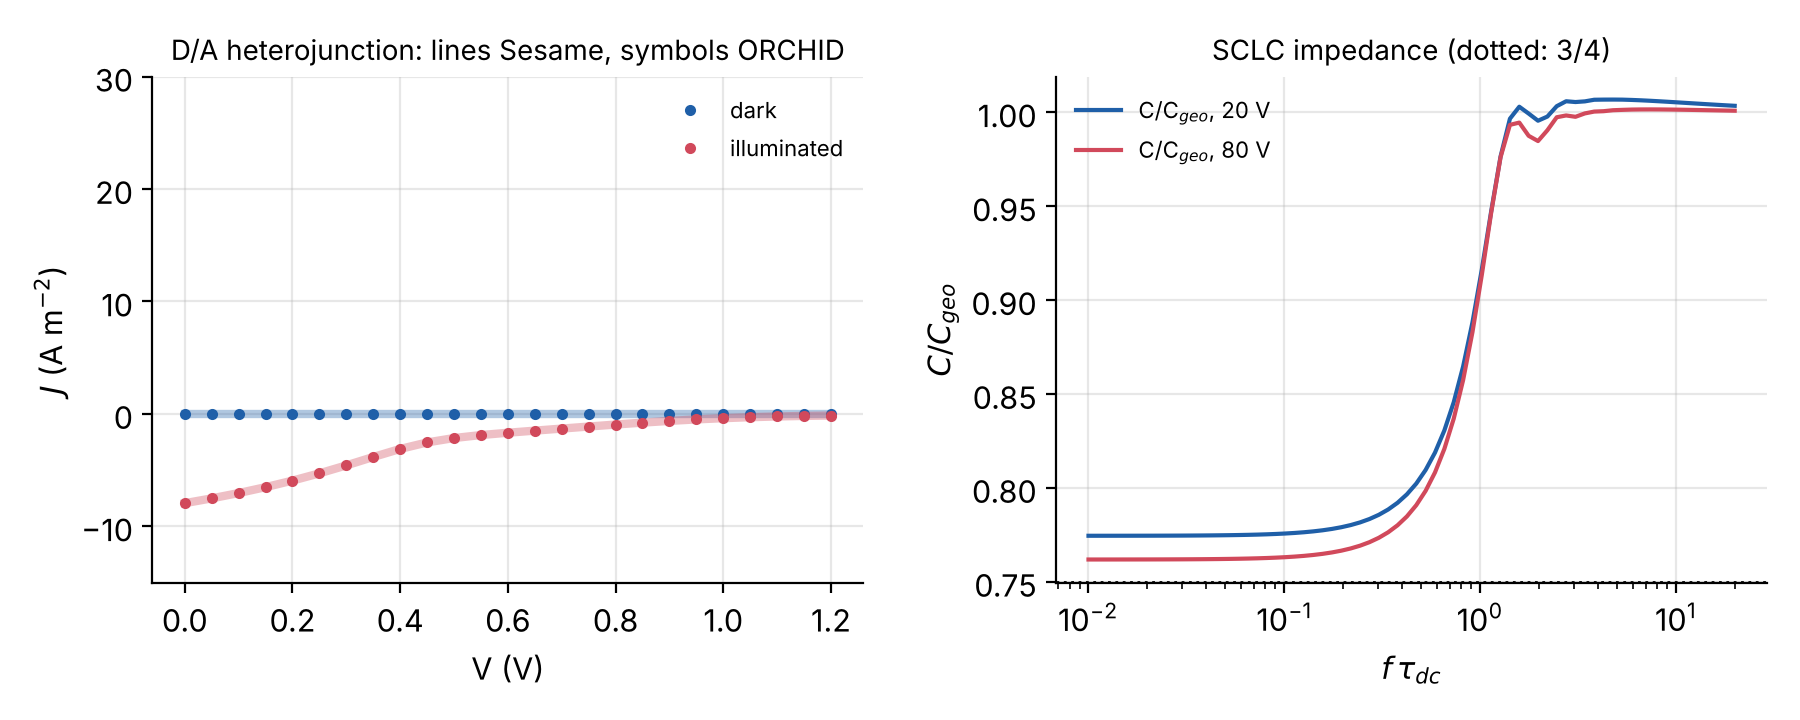 D/A heterojunction: lines Sesame, symbols ORCHID
30
20
10
0
−10
J (A m⁻²)
dark
illuminated
0.0 0.2 0.4 0.6 0.8 1.0 1.2
V (V)
SCLC impedance (dotted: 3/4)
1.00
0.95
0.90
0.85
0.80
0.75
C/C_geo
C/C_geo, 20 V
C/C_geo, 80 V
10⁻² 10⁻¹ 10⁰ 10¹
f τ_dc